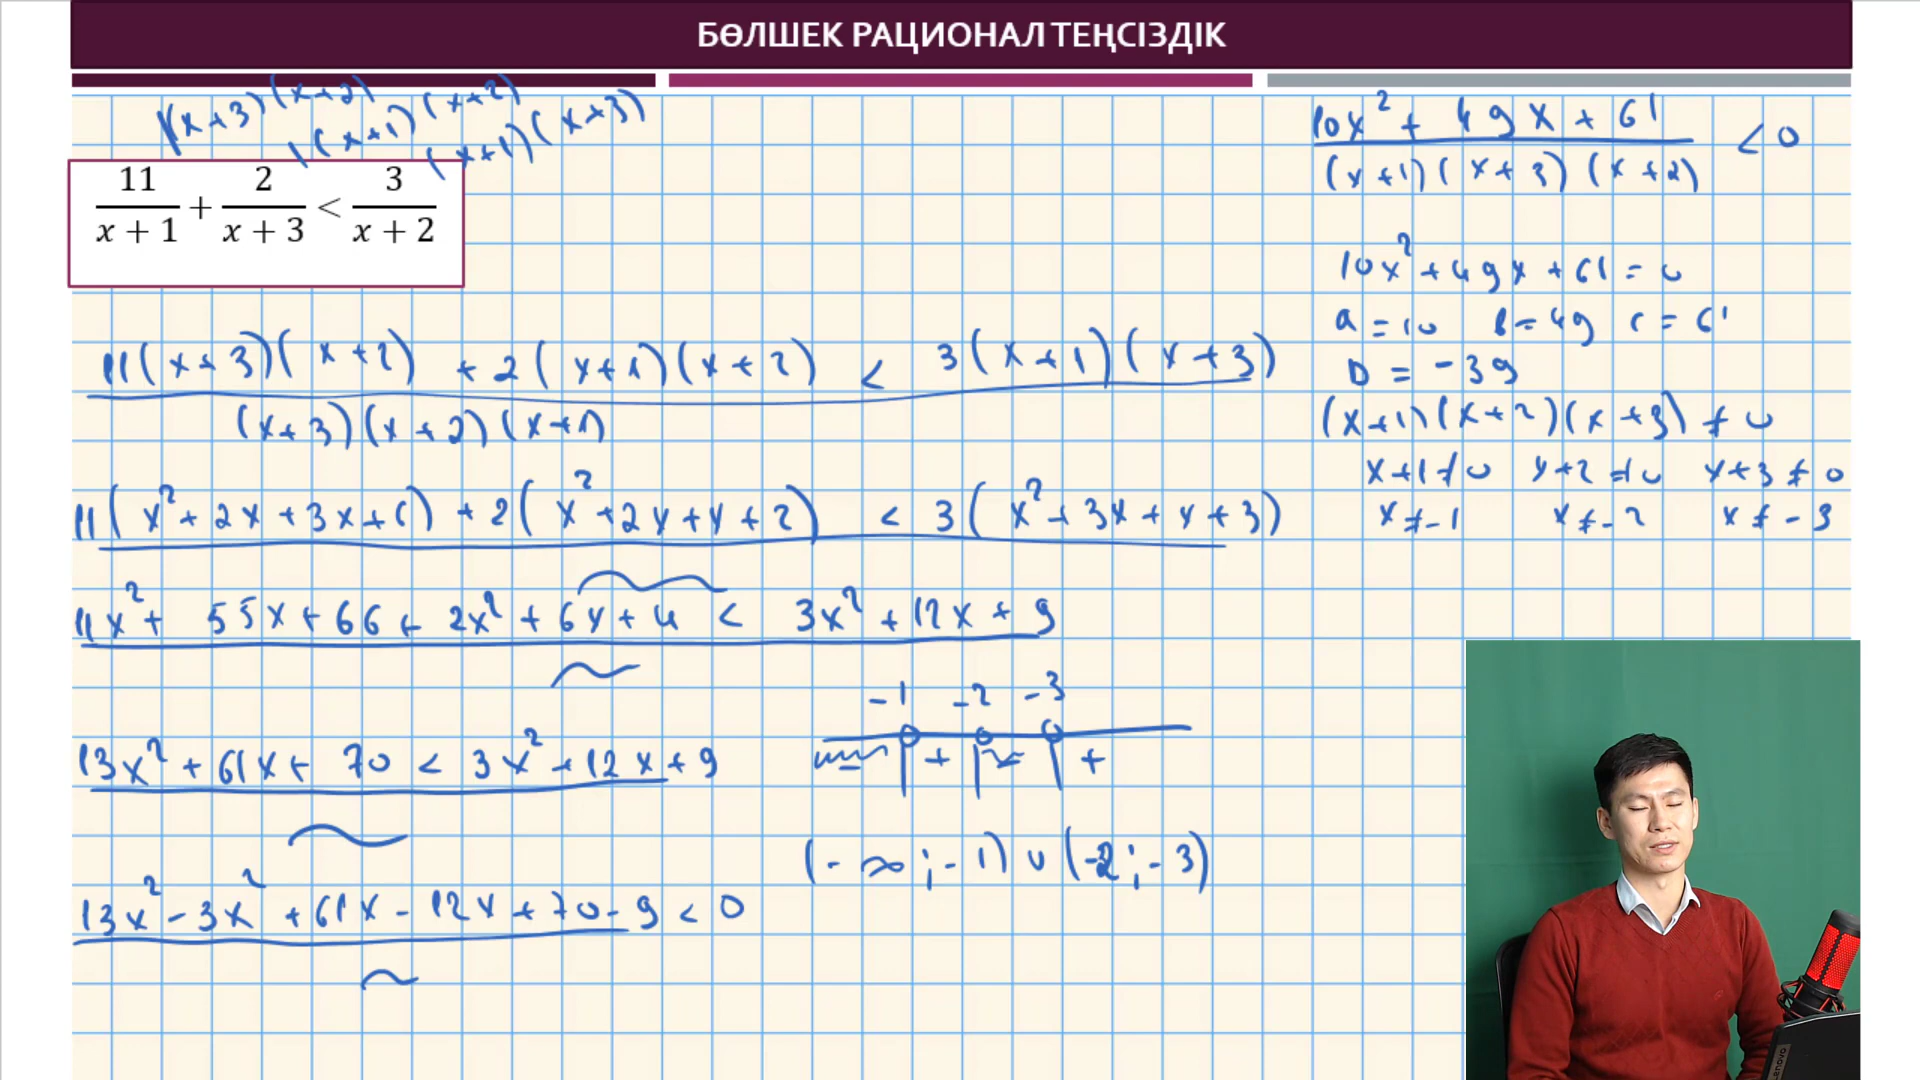 БӨЛШЕК РАЦИОНАЛ ТЕҢСІЗДІК
1(x+3)(x+2)
1(x+1)(x+2)
(x+1)(x+3)
11/(x + 1) + 2/(x + 3) < 3/(x + 2)
11(x+3)(x+2) + 2(x+1)(x+2) < 3(x+1)(x+3)
(x+3)(x+2)(x+1)
11(x²+2x+3x+6) + 2(x²+2x+x+2) < 3(x²+3x+x+3)
11x² + 55x + 66 + 2x² + 6x + 4 < 3x² + 12x + 9
13x² + 61x + 70 < 3x² + 12x + 9
13x² - 3x² + 61x - 12x + 70 - 9 < 0
-1 -2 -3
+ +
(-∞; -1) ∪ (-2; -3)
10x² + 49x + 61 < 0
(x+1)(x+3)(x+2)
10x² + 49x + 61 = 0
a = 10 b = 49 c = 61
D = -39
(x+1)(x+2)(x+3) ≠ 0
x+1≠0 x+2≠0 x+3≠0
x≠-1 x≠-2 x≠-3
Lenovo